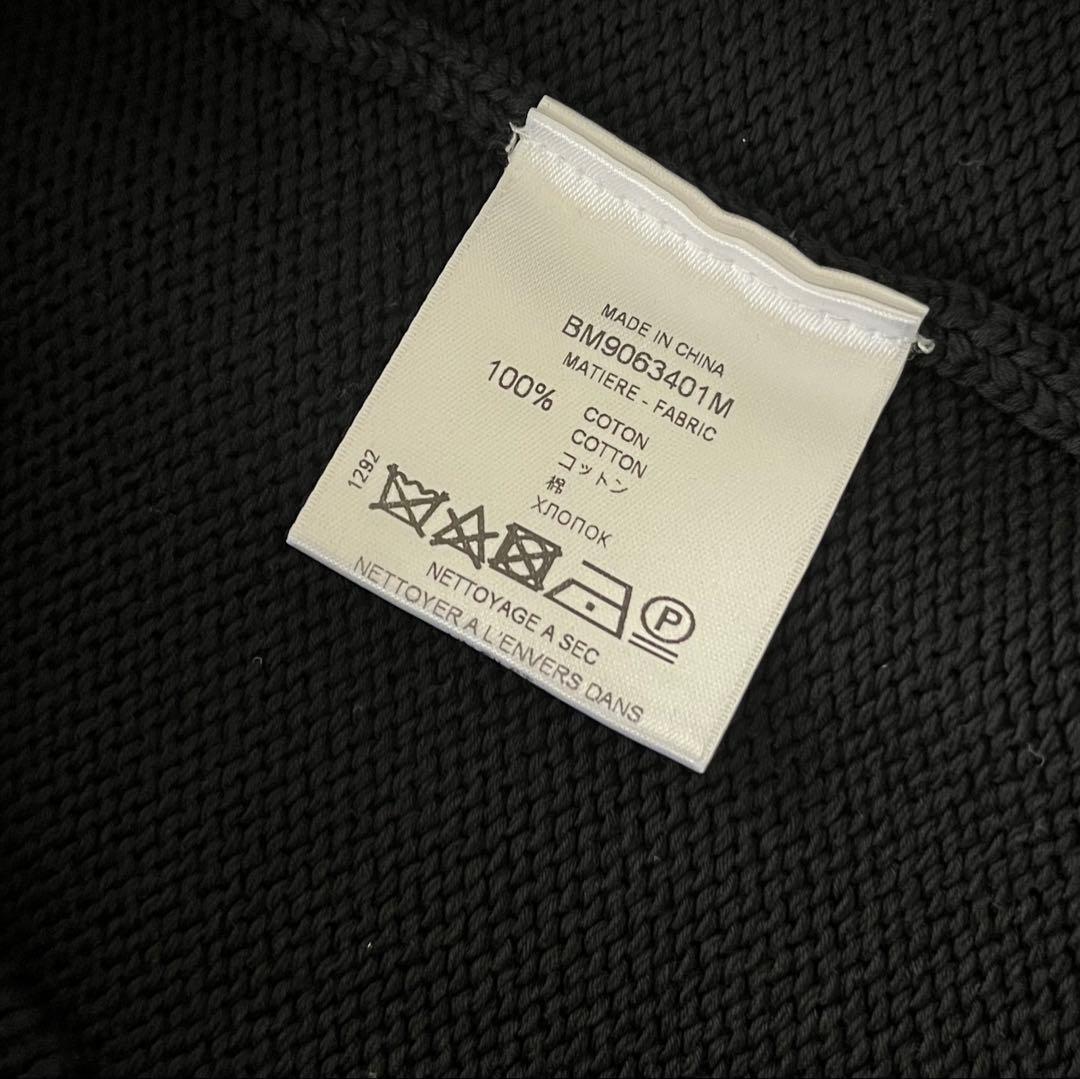 MADE IN CHINA
BM9063401M
MATIERE - FABRIC
100% COTON
COTTON
コットン
棉
ХЛОПОК
1292
P
NETTOYAGE A SEC
NETTOYER A L'ENVERS DANS